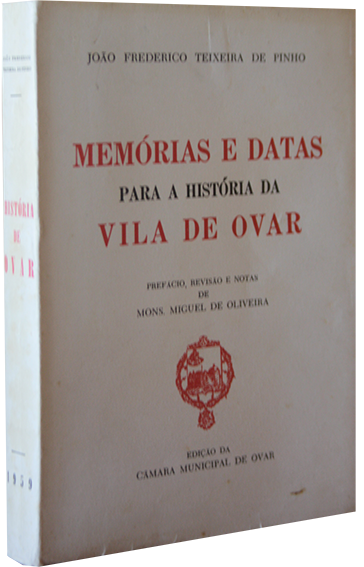 JOÃO FREDERICO TEIXEIRA DE PINHO
MEMÓRIAS E DATAS
PARA A HISTÓRIA DA
VILA DE OVAR
PREFÁCIO, REVISÃO E NOTAS
DE
MONS. MIGUEL DE OLIVEIRA
EDIÇÃO DA
CÂMARA MUNICIPAL DE OVAR
HISTÓRIA
DE
OVAR
1959